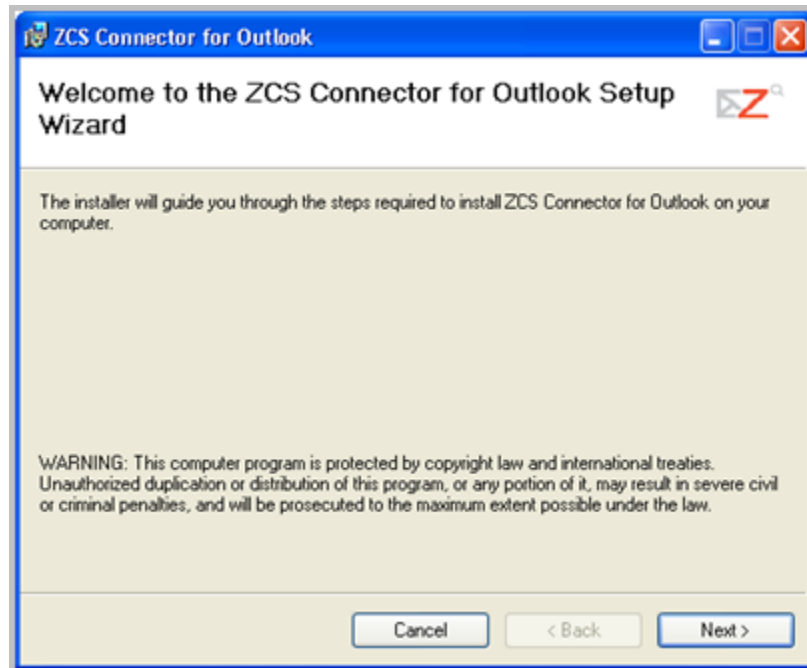 ZCS Connector for Outlook
Welcome to the ZCS Connector for Outlook Setup
Wizard
Z
The installer will guide you through the steps required to install ZCS Connector for Outlook on your
computer.
WARNING: This computer program is protected by copyright law and international treaties.
Unauthorized duplication or distribution of this program, or any portion of it, may result in severe civil
or criminal penalties, and will be prosecuted to the maximum extent possible under the law.
Cancel < Back Next >